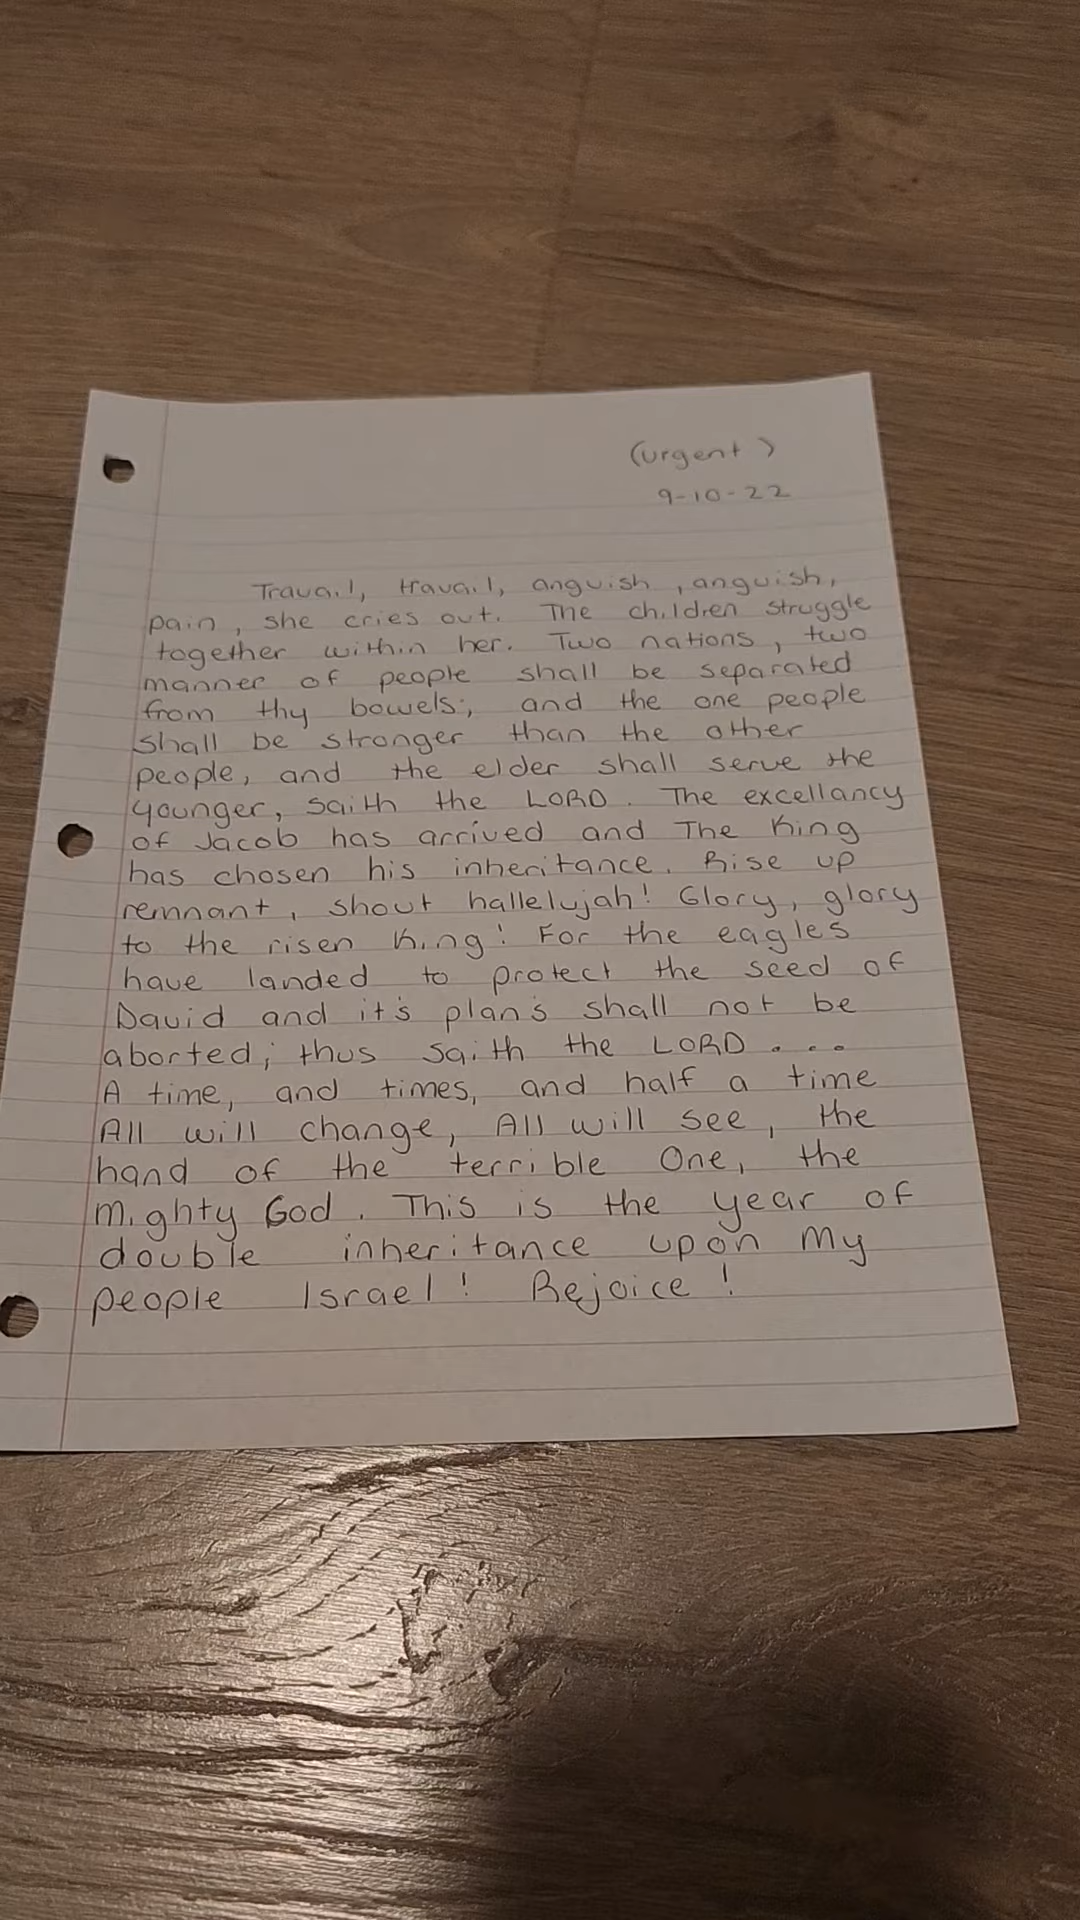 (urgent)
9-10-22
Travail, travail, anguish, anguish,
pain, she cries out. The children struggle
together within her. Two nations, two
manner of people shall be separated
from thy bowels; and the one people
shall be stronger than the other
people, and the elder shall serve the
younger, saith the LORD. The excellancy
of Jacob has arrived and The King
has chosen his inheritance. Rise up
remnant, shout hallelujah! Glory, glory
to the risen King! For the eagles
have landed to protect the seed of
David and it's plan's shall not be
aborted; thus saith the LORD ...
A time, and times, and half a time
All will change, All will see, the
hand of the terrible One, the
mighty God. This is the year of
double inheritance upon My
people Israel! Rejoice!